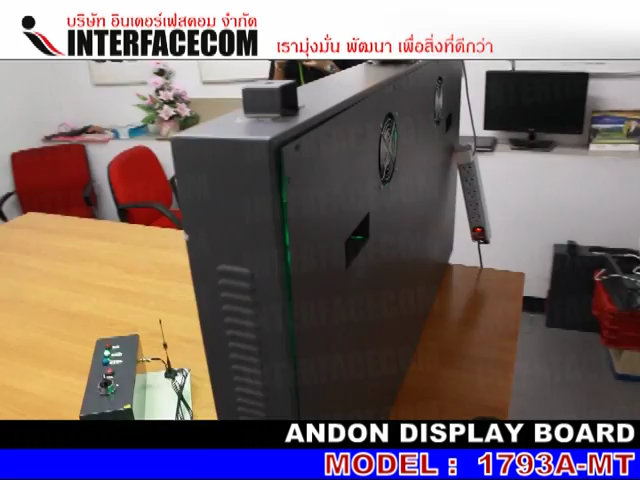 บริษัท อินเตอร์เฟสคอม จำกัด
INTERFACECOM เรามุ่งมั่น พัฒนา เพื่อสิ่งที่ดีกว่า
INTERFACECOM
ANDON DISPLAY BOARD
MODEL : 1793A-MT